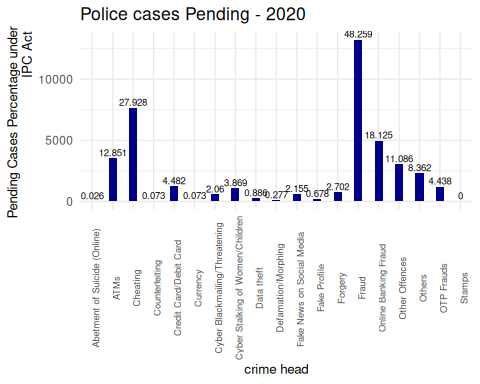 Police cases Pending - 2020
Pending Cases Percentage under
IPC Act
10000
5000
0
0.026
12.851
27.928
0.073
4.482
0.073
2.06
3.869
0.886
0.277
2.155
0.678
2.702
48.259
18.125
11.086
8.362
4.438
0
Abetment of Suicide (Online)
ATMs
Cheating
Counterfeiting
Credit Card/Debit Card
Currency
Cyber Blackmailing/Threatening
Cyber Stalking of Women/Children
Data theft
Defamation/Morphing
Fake News on Social Media
Fake Profile
Forgery
Fraud
Online Banking Fraud
Other Offences
Others
OTP Frauds
Stamps
crime head